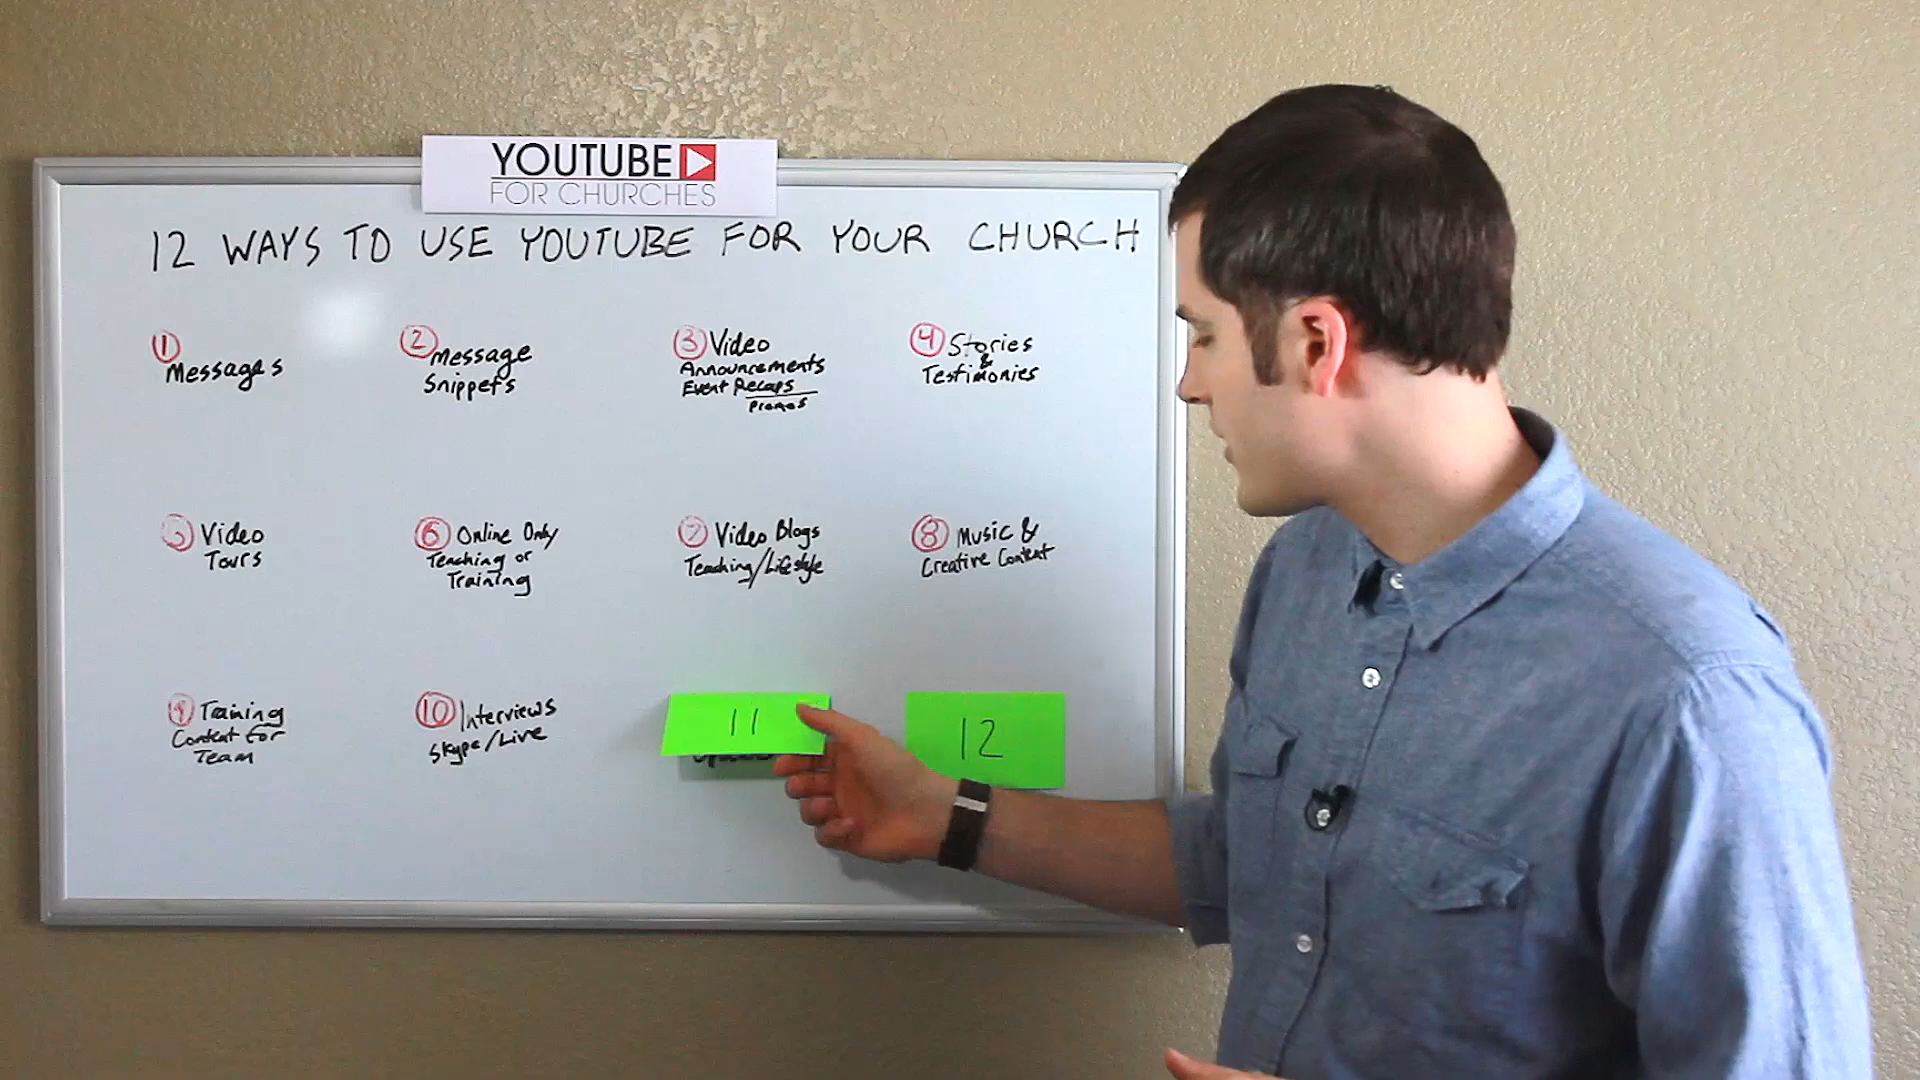 YOUTUBE
FOR CHURCHES
12 WAYS TO USE YOUTUBE FOR YOUR CHURCH
1 Messages
2 Message
Snippets
3 Video
Announcements
Event Recaps
Promos
4 Stories
&
Testimonies
5 Video
Tours
6 Online Only
Teaching or
Training
7 Video Blogs
Teaching/Lifestyle
8 Music &
Creative Content
9 Training
Content for
Team
10 Interviews
Skype/Live
11
12